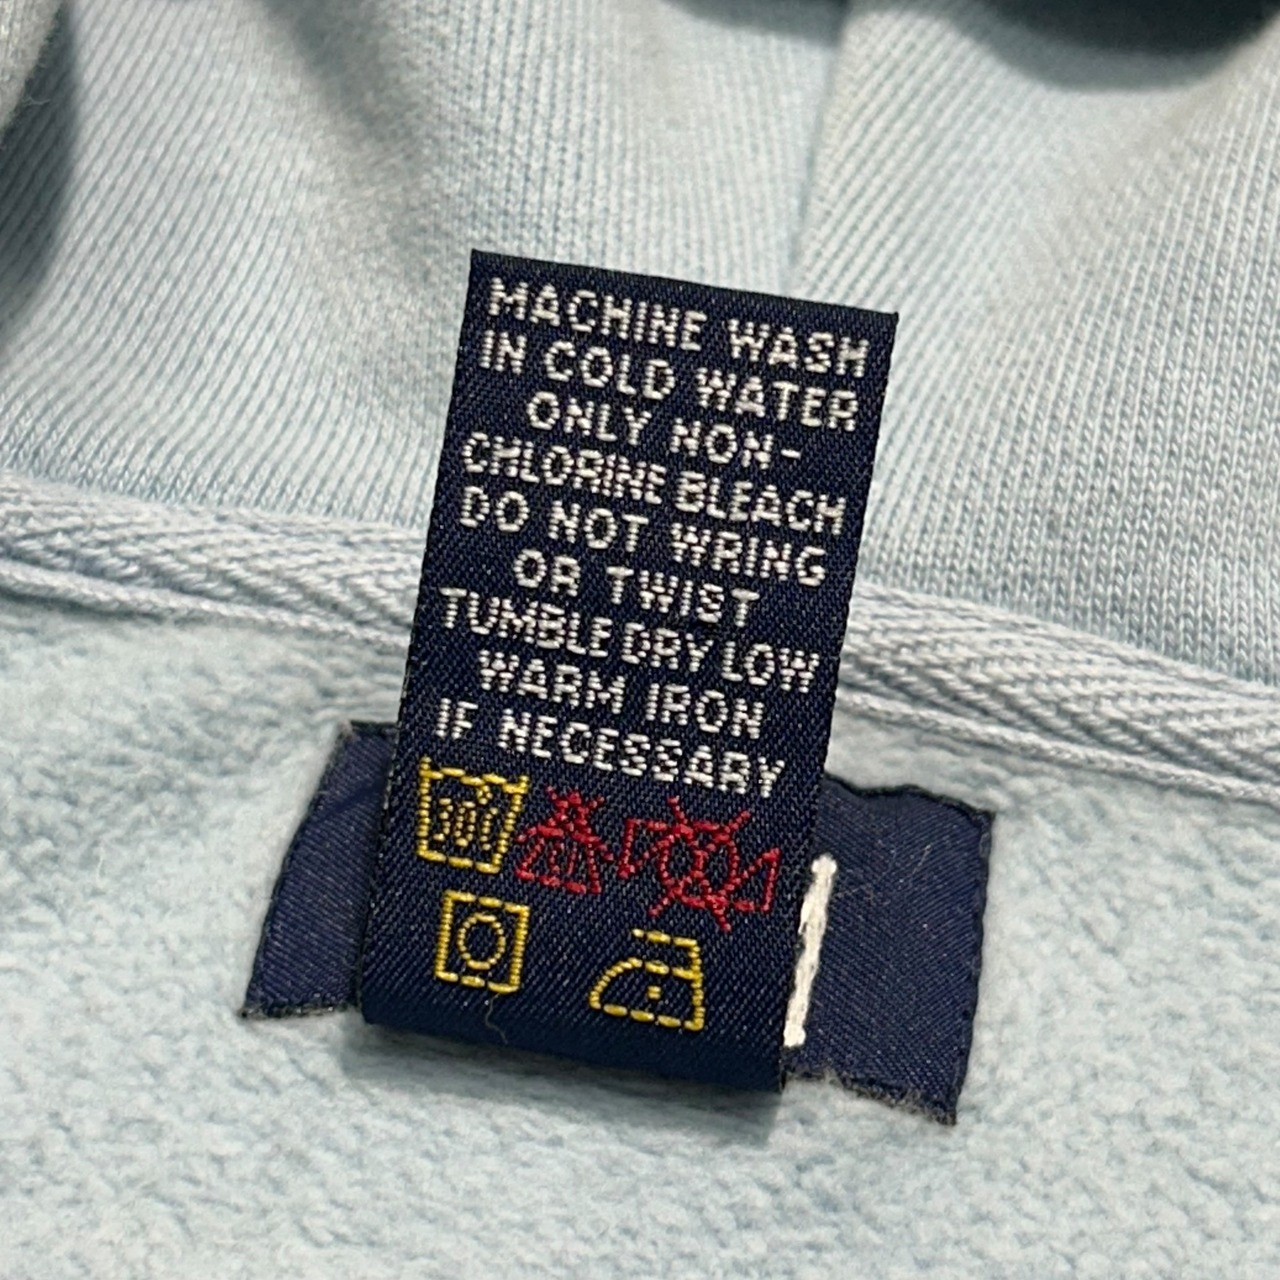 MACHINE WASH
IN COLD WATER
ONLY NON-
CHLORINE BLEACH
DO NOT WRING
OR TWIST
TUMBLE DRY LOW
WARM IRON
IF NECESSARY
30